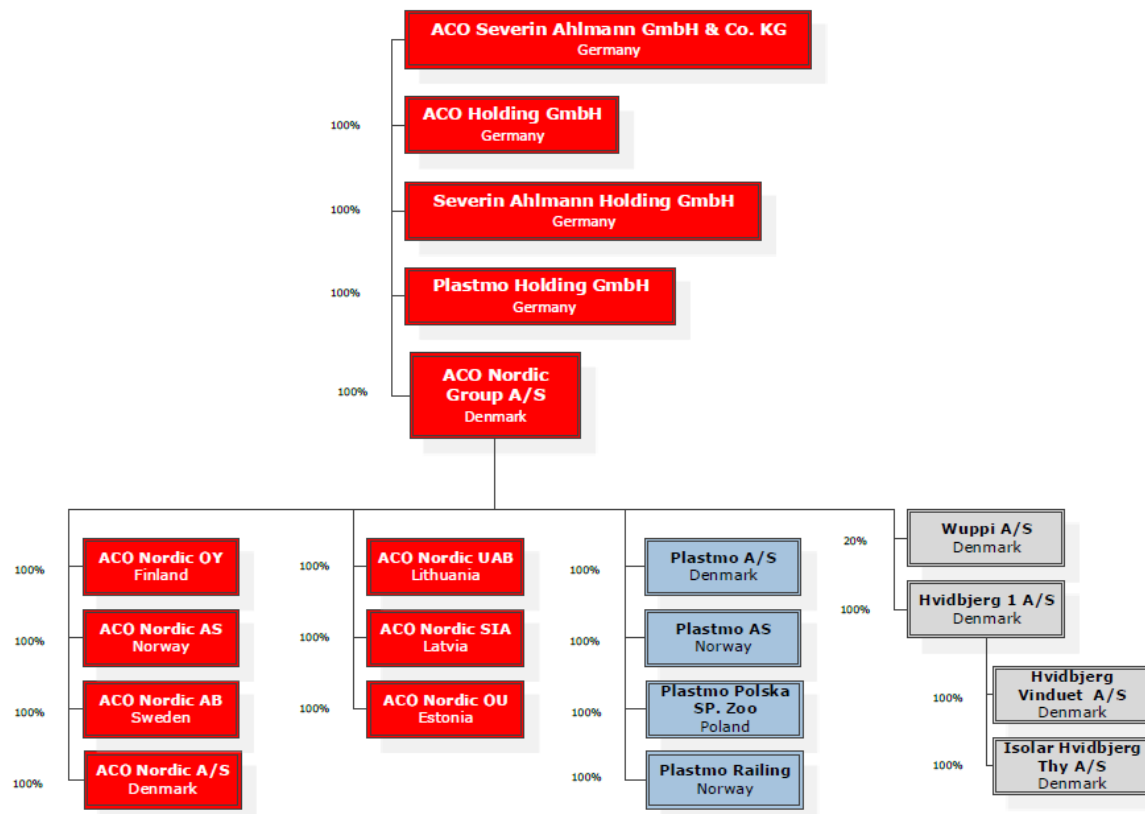 ACO Severin Ahlmann GmbH & Co. KG
Germany
100%
ACO Holding GmbH
Germany
100%
Severin Ahlmann Holding GmbH
Germany
100%
Plastmo Holding GmbH
Germany
100%
ACO Nordic
Group A/S
Denmark
100%
ACO Nordic OY
Finland
100%
ACO Nordic AS
Norway
100%
ACO Nordic AB
Sweden
100%
ACO Nordic A/S
Denmark
100%
ACO Nordic UAB
Lithuania
100%
ACO Nordic SIA
Latvia
100%
ACO Nordic OU
Estonia
100%
Plastmo A/S
Denmark
100%
Plastmo AS
Norway
100%
Plastmo Polska
SP. Zoo
Poland
100%
Plastmo Railing
Norway
20%
Wuppi A/S
Denmark
100%
Hvidbjerg 1 A/S
Denmark
100%
Hvidbjerg
Vinduet A/S
Denmark
100%
Isolar Hvidbjerg
Thy A/S
Denmark